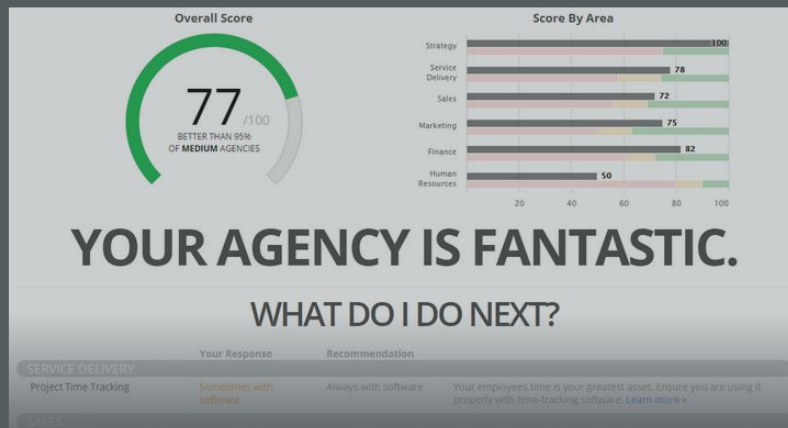 Overall Score
77 /100
BETTER THAN 95%
OF MEDIUM AGENCIES
Score By Area
Strategy 100
Service
Delivery 78
Sales 72
Marketing 75
Finance 82
Human
Resources 50
20 40 60 80 100
YOUR AGENCY IS FANTASTIC.
WHAT DO I DO NEXT?
Your Response Recommendation
SERVICE DELIVERY
Project Time Tracking Sometimes with Always with software Your employees time is your greatest asset. Ensure you are using it
software properly with time-tracking software. Learn more »
SALES